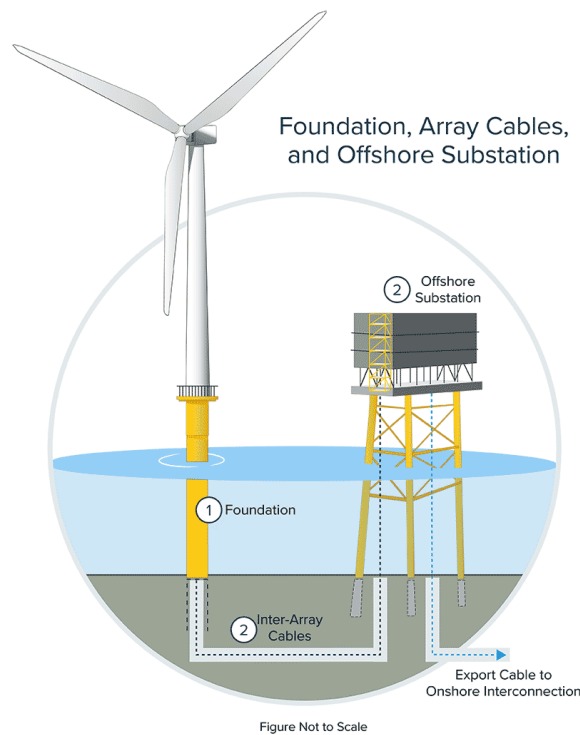 Foundation, Array Cables,
and Offshore Substation
2
Offshore
Substation
1
Foundation
2
Inter-Array
Cables
Export Cable to
Onshore Interconnection
Figure Not to Scale